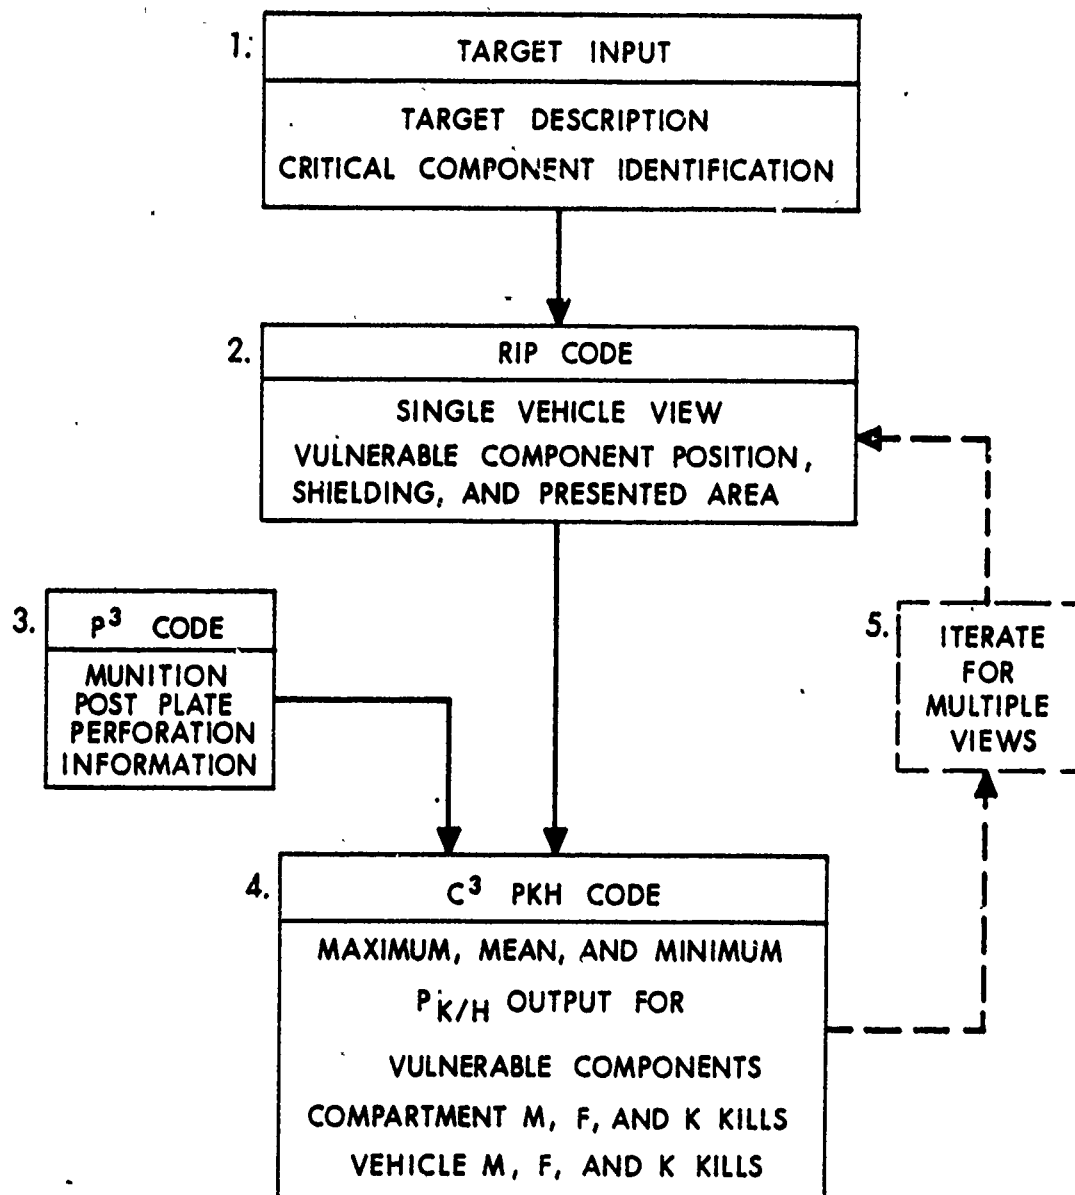 1.
TARGET INPUT
TARGET DESCRIPTION
CRITICAL COMPONENT IDENTIFICATION
2.
RIP CODE
SINGLE VEHICLE VIEW
VULNERABLE COMPONENT POSITION,
SHIELDING, AND PRESENTED AREA
3.
P³ CODE
MUNITION
POST PLATE
PERFORATION
INFORMATION
5.
ITERATE
FOR
MULTIPLE
VIEWS
4.
C³ PKH CODE
MAXIMUM, MEAN, AND MINIMUM
P K/H OUTPUT FOR
VULNERABLE COMPONENTS
COMPARTMENT M, F, AND K KILLS
VEHICLE M, F, AND K KILLS